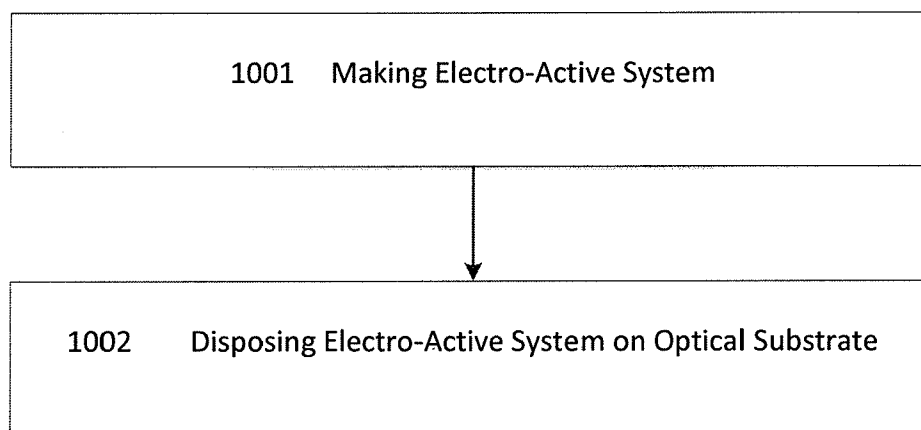 1001 Making Electro-Active System
1002 Disposing Electro-Active System on Optical Substrate